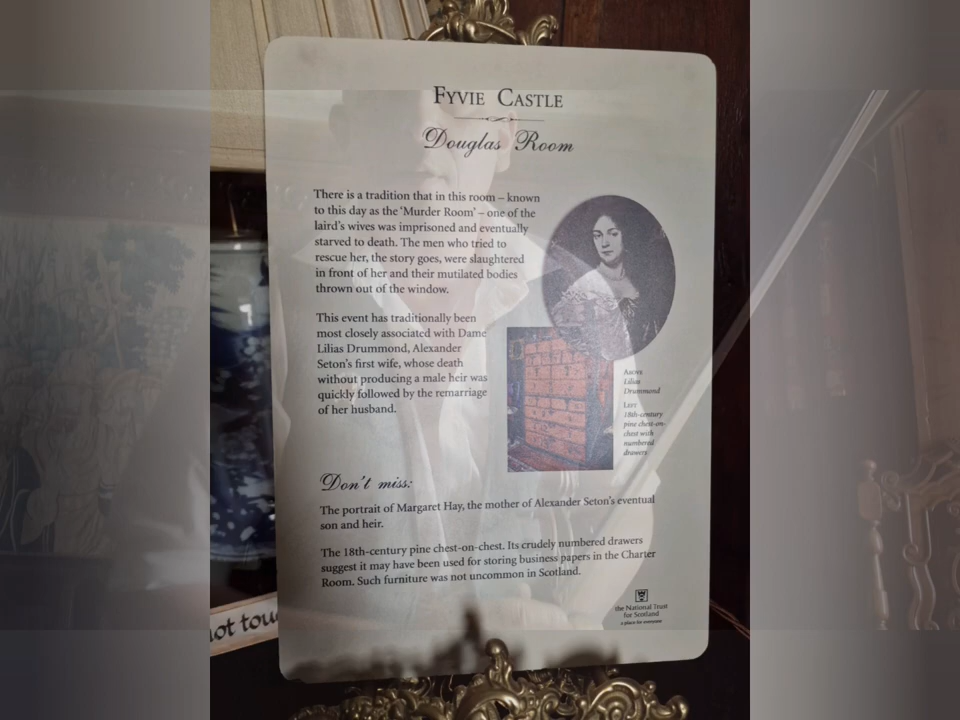 FYVIE CASTLE
Douglas Room
There is a tradition that in this room – known
to this day as the 'Murder Room' – one of the
laird's wives was imprisoned and eventually
starved to death. The men who tried to
rescue her, the story goes, were slaughtered
in front of her and their mutilated bodies
thrown out of the window.
This event has traditionally been
most closely associated with Dame
Lilias Drummond, Alexander
Seton's first wife, whose death
without producing a male heir was
quickly followed by the remarriage
of her husband.
ABOVE
Lilias
Drummond
LEFT
18th-century
pine chest-on-
chest with
numbered
drawers
Don't miss:
The portrait of Margaret Hay, the mother of Alexander Seton's eventual
son and heir.
The 18th-century pine chest-on-chest. Its crudely numbered drawers
suggest it may have been used for storing business papers in the Charter
Room. Such furniture was not uncommon in Scotland.
the National Trust
for Scotland
a place for everyone
not tou